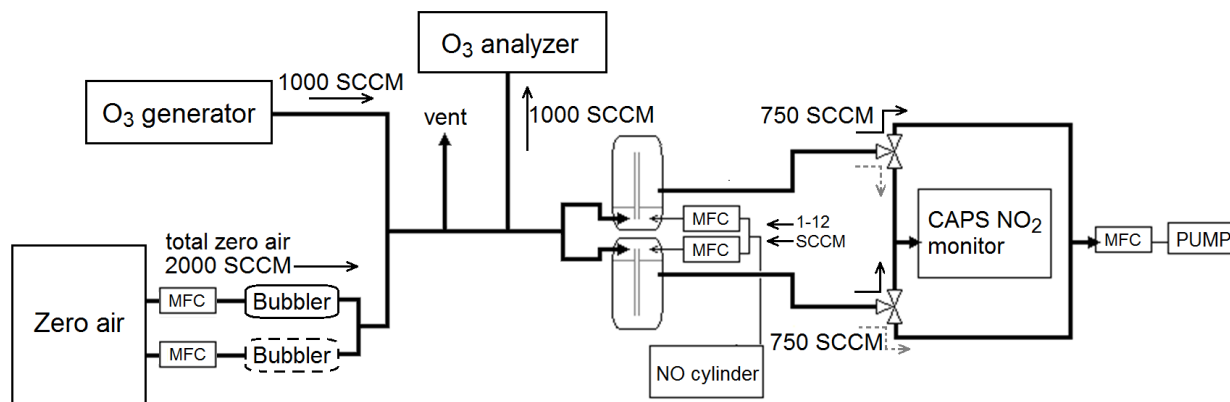 O₃ analyzer
1000 SCCM
O₃ generator
vent
1000 SCCM
750 SCCM
MFC
1-12
SCCM
MFC
CAPS NO₂
monitor
MFC
PUMP
total zero air
2000 SCCM
Zero air
MFC
Bubbler
MFC
Bubbler
750 SCCM
NO cylinder